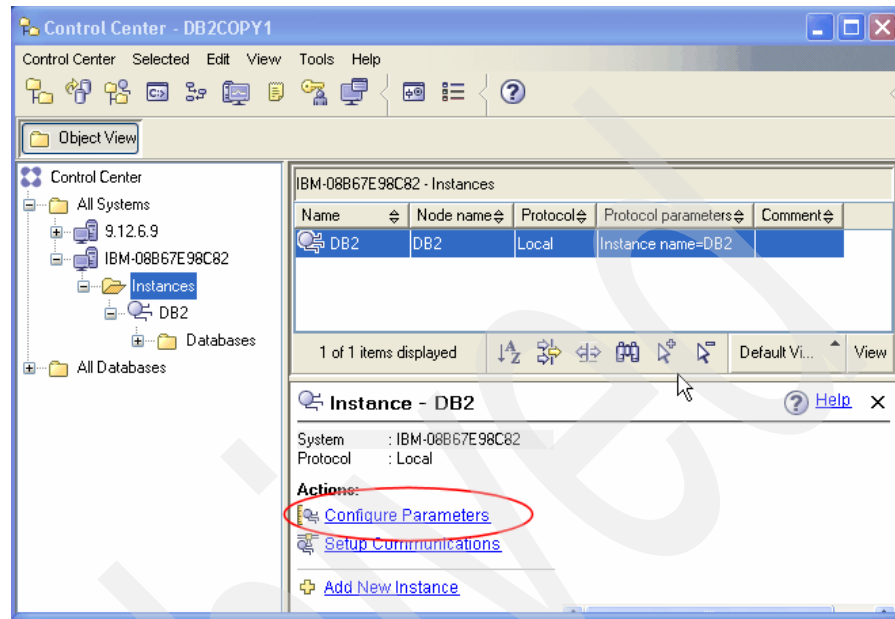 Control Center - DB2COPY1
Control Center Selected Edit View Tools Help
Object View
Control Center
All Systems
9.12.6.9
IBM-08B67E98C82
Instances
DB2
Databases
All Databases
IBM-08B67E98C82 - Instances
Name Node name Protocol Protocol parameters Comment
DB2 DB2 Local Instance name=DB2
1 of 1 items displayed Default Vi... View
Instance - DB2 Help
System : IBM-08B67E98C82
Protocol : Local
Actions:
Configure Parameters
Setup Communications
Add New Instance